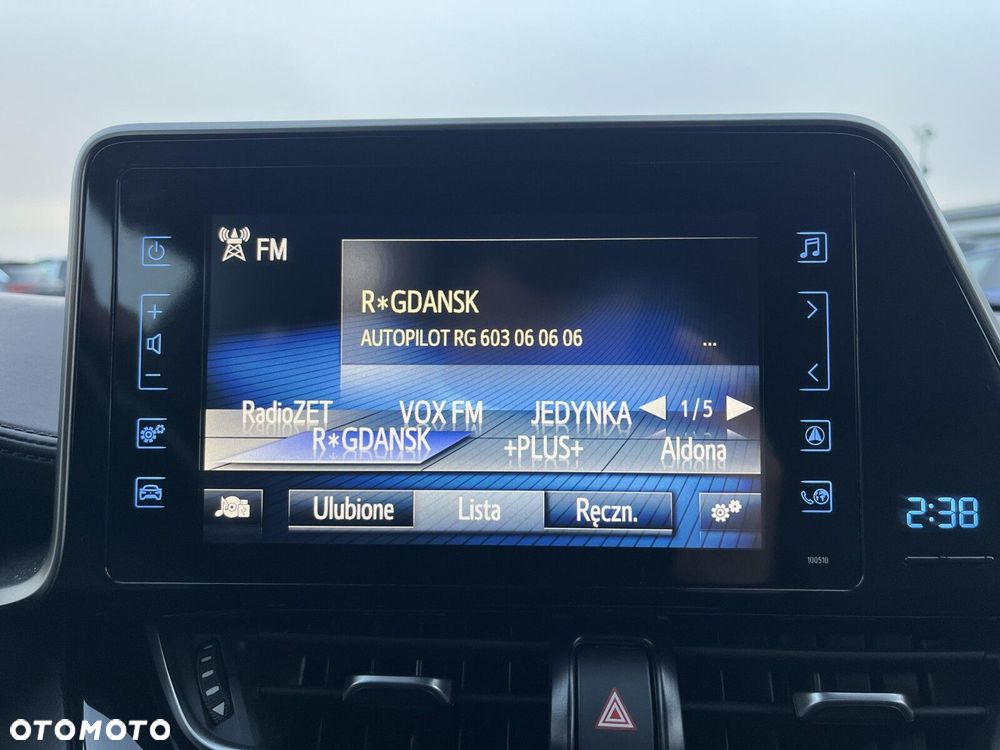 FM
R*GDANSK
AUTOPILOT RG 603 06 06 06 ...
RadioZET VOX FM JEDYNKA 1/5
R*GDANSK +PLUS+ Aldona
Ulubione Lista Ręczn.
2:38
100510
OTOMOTO